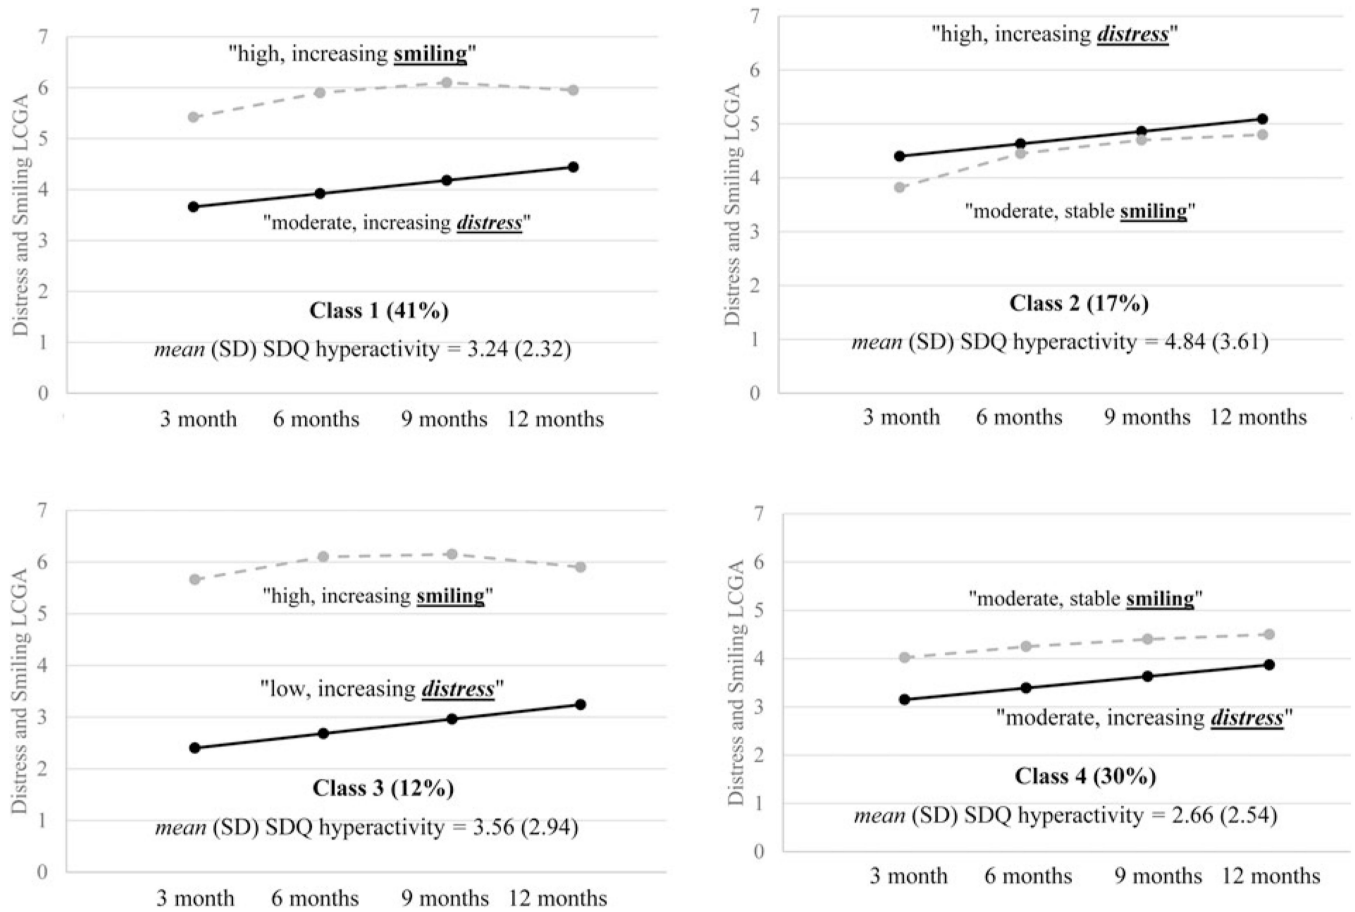 Distress and Smiling LCGA
7
6
5
4
3
2
1
0
"high, increasing smiling"
"moderate, increasing distress"
Class 1 (41%)
mean (SD) SDQ hyperactivity = 3.24 (2.32)
3 month 6 months 9 months 12 months
Distress and Smiling LCGA
7
6
5
4
3
2
1
0
"high, increasing distress"
"moderate, stable smiling"
Class 2 (17%)
mean (SD) SDQ hyperactivity = 4.84 (3.61)
3 month 6 months 9 months 12 months
Distress and Smiling LCGA
7
6
5
4
3
2
1
0
"high, increasing smiling"
"low, increasing distress"
Class 3 (12%)
mean (SD) SDQ hyperactivity = 3.56 (2.94)
3 month 6 months 9 months 12 months
Distress and Smiling LCGA
7
6
5
4
3
2
1
0
"moderate, stable smiling"
"moderate, increasing distress"
Class 4 (30%)
mean (SD) SDQ hyperactivity = 2.66 (2.54)
3 month 6 months 9 months 12 months